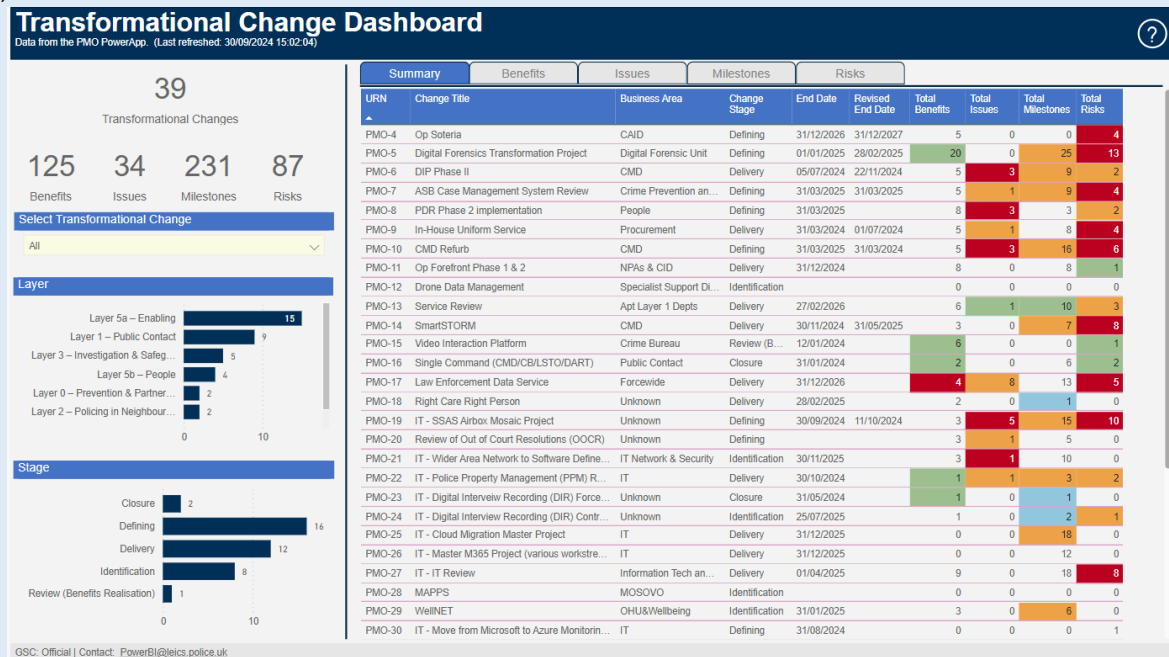 Transformational Change Dashboard
Data from the PMO PowerApp. (Last refreshed: 30/09/2024 15:02:04)
?
39
Transformational Changes
125 34 231 87
Benefits Issues Milestones Risks
Select Transformational Change
All
Layer
Layer 5a – Enabling 15
Layer 1 – Public Contact 9
Layer 3 – Investigation & Safeg... 5
Layer 5b – People 4
Layer 0 – Prevention & Partner... 2
Layer 2 – Policing in Neighbour... 2
0 10
Stage
Closure 2
Defining 16
Delivery 12
Identification 8
Review (Benefits Realisation) 1
0 10
Summary Benefits Issues Milestones Risks
URN Change Title Business Area Change Stage End Date Revised End Date Total Benefits Total Issues Total Milestones Total Risks
PMO-4 Op Soteria CAID Defining 31/12/2026 31/12/2027 5 0 0 4
PMO-5 Digital Forensics Transformation Project Digital Forensic Unit Defining 01/01/2025 28/02/2025 20 0 25 13
PMO-6 DIP Phase II CMD Delivery 05/07/2024 22/11/2024 5 3 9 2
PMO-7 ASB Case Management System Review Crime Prevention an... Defining 31/03/2025 31/03/2025 5 1 9 4
PMO-8 PDR Phase 2 implementation People Defining 31/03/2025 8 3 3 2
PMO-9 In-House Uniform Service Procurement Delivery 31/03/2024 01/07/2024 5 1 8 4
PMO-10 CMD Refurb CMD Defining 31/03/2025 31/03/2024 5 3 16 6
PMO-11 Op Forefront Phase 1 & 2 NPAs & CID Delivery 31/12/2024 8 0 8 1
PMO-12 Drone Data Management Specialist Support Di... Identification 0 0 0 0
PMO-13 Service Review Apt Layer 1 Depts Delivery 27/02/2026 6 1 10 3
PMO-14 SmartSTORM CMD Delivery 30/11/2024 31/05/2025 3 0 7 8
PMO-15 Video Interaction Platform Crime Bureau Review (B... 12/01/2024 6 0 0 1
PMO-16 Single Command (CMD/CB/LSTO/DART) Public Contact Closure 31/01/2024 2 0 6 2
PMO-17 Law Enforcement Data Service Forcewide Delivery 31/12/2026 4 8 13 5
PMO-18 Right Care Right Person Unknown Delivery 28/02/2025 2 0 1 0
PMO-19 IT - SSAS Airbox Mosaic Project Unknown Defining 30/09/2024 11/10/2024 3 5 15 10
PMO-20 Review of Out of Court Resolutions (OOCR) Unknown Defining 3 1 5 0
PMO-21 IT - Wider Area Network to Software Define... IT Network & Security Identification 30/11/2025 3 1 10 0
PMO-22 IT - Police Property Management (PPM) R... IT Delivery 30/10/2024 1 1 3 2
PMO-23 IT - Digital Interveiw Recording (DIR) Force... Unknown Closure 31/05/2024 1 0 1 0
PMO-24 IT - Digital Interview Recording (DIR) Contr... Unknown Identification 25/07/2025 1 0 2 1
PMO-25 IT - Cloud Migration Master Project IT Delivery 31/12/2025 0 0 18 0
PMO-26 IT - Master M365 Project (various workstre... IT Delivery 31/12/2025 0 0 12 0
PMO-27 IT - IT Review Information Tech an... Delivery 01/04/2025 9 0 18 8
PMO-28 MAPPS MOSOVO Identification 0 0 0 0
PMO-29 WellNET OHU&Wellbeing Identification 31/01/2025 3 0 6 0
PMO-30 IT - Move from Microsoft to Azure Monitorin... IT Defining 31/08/2024 0 0 0 1
GSC: Official | Contact: PowerBI@leics.police.uk